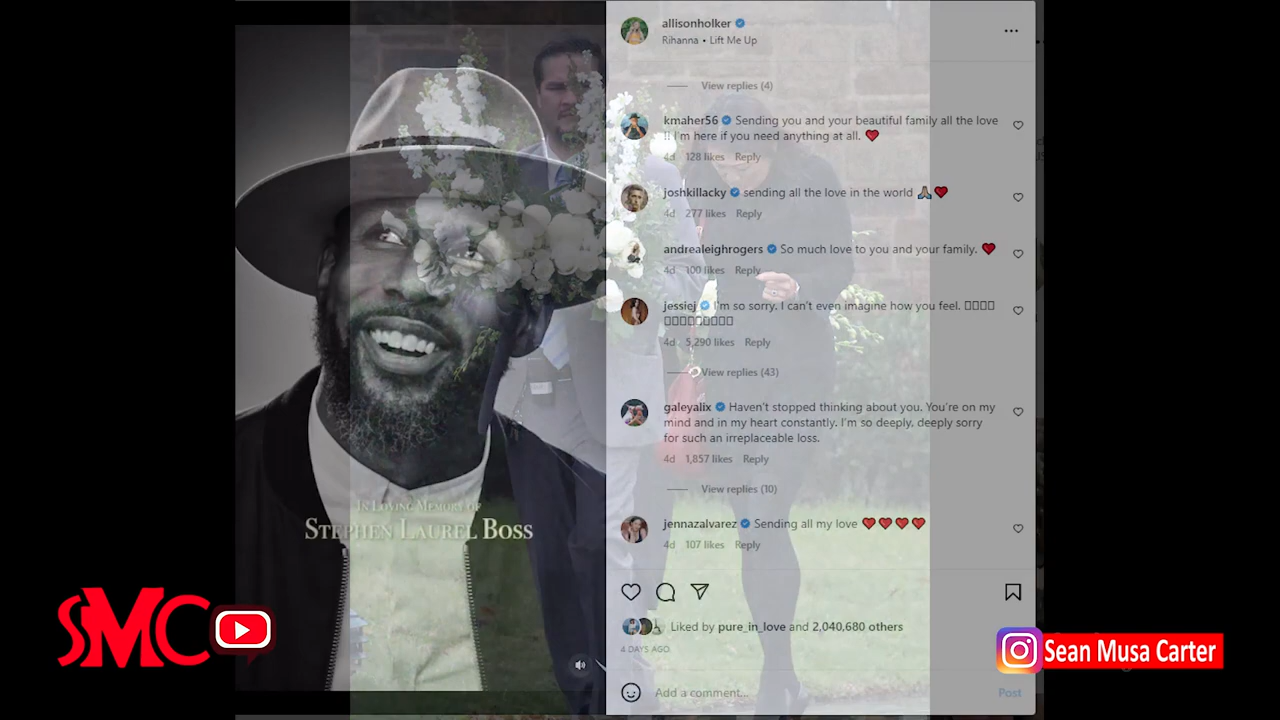 allisonholker
Rihanna • Lift Me Up
View replies (4)
kmaher56 Sending you and your beautiful family all the love
!! I'm here if you need anything at all. ❤
4d 128 likes Reply
joshkillacky sending all the love in the world 🙏🏽❤
4d 277 likes Reply
andrealeighrogers So much love to you and your family. ❤
4d 100 likes Reply
jessiej I'm so sorry. I can't even imagine how you feel.
4d 5,290 likes Reply
View replies (43)
galeyalix Haven't stopped thinking about you. You're on my
mind and in my heart constantly. I'm so deeply, deeply sorry
for such an irreplaceable loss.
4d 1,857 likes Reply
View replies (10)
jennazalvarez Sending all my love ❤❤❤❤
4d 107 likes Reply
Liked by pure_in_love and 2,040,680 others
4 DAYS AGO
Add a comment...
Post
In Loving Memory of
Stephen Laurel Boss
SMC
Sean Musa Carter